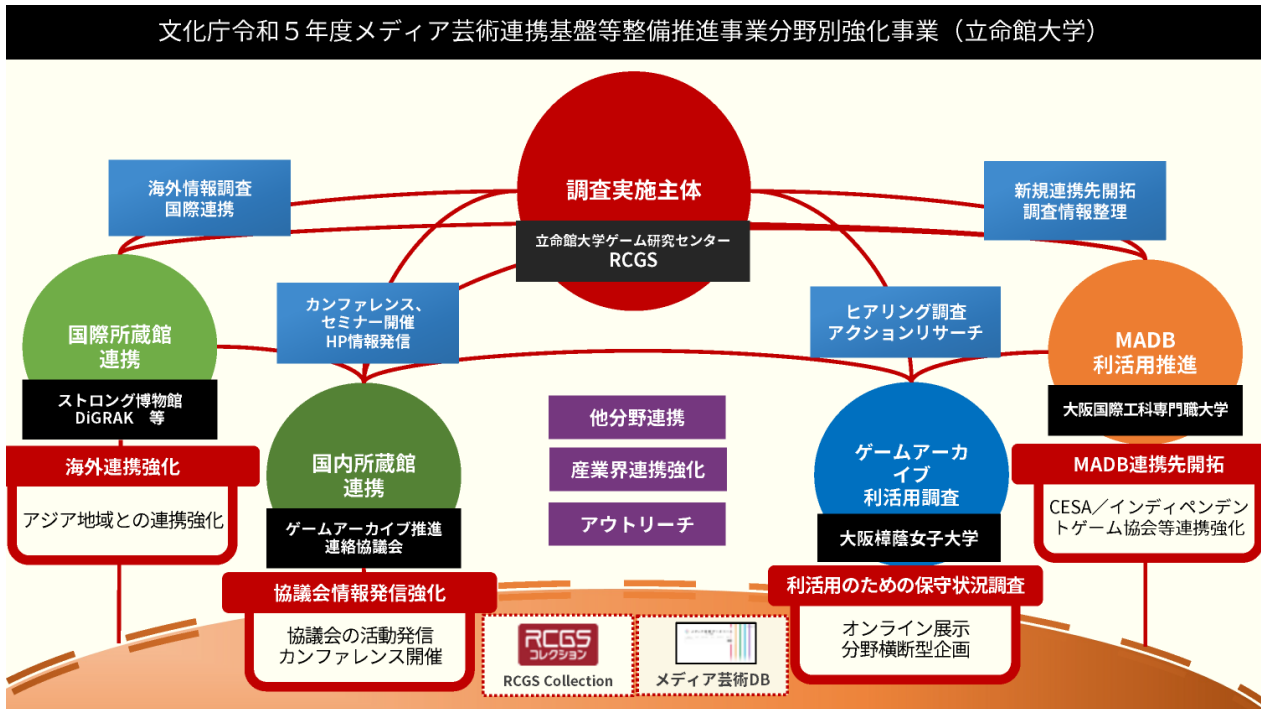 文化庁令和５年度メディア芸術連携基盤等整備推進事業分野別強化事業（立命館大学）
調査実施主体
立命館大学ゲーム研究センター
RCGS
海外情報調査
国際連携
新規連携先開拓
調査情報整理
カンファレンス、
セミナー開催
HP情報発信
ヒアリング調査
アクションリサーチ
国際所蔵館
連携
ストロング博物館
DiGRAK　等
海外連携強化
アジア地域との連携強化
国内所蔵館
連携
ゲームアーカイブ推進
連絡協議会
協議会情報発信強化
協議会の活動発信
カンファレンス開催
他分野連携
産業界連携強化
アウトリーチ
ゲームアーカ
イブ
利活用調査
大阪樟蔭女子大学
利活用のための保守状況調査
オンライン展示
分野横断型企画
MADB
利活用推進
大阪国際工科専門職大学
MADB連携先開拓
CESA／インディペンデン
トゲーム協会等連携強化
RCGS
コレクション
RCGS Collection
メディア芸術DB